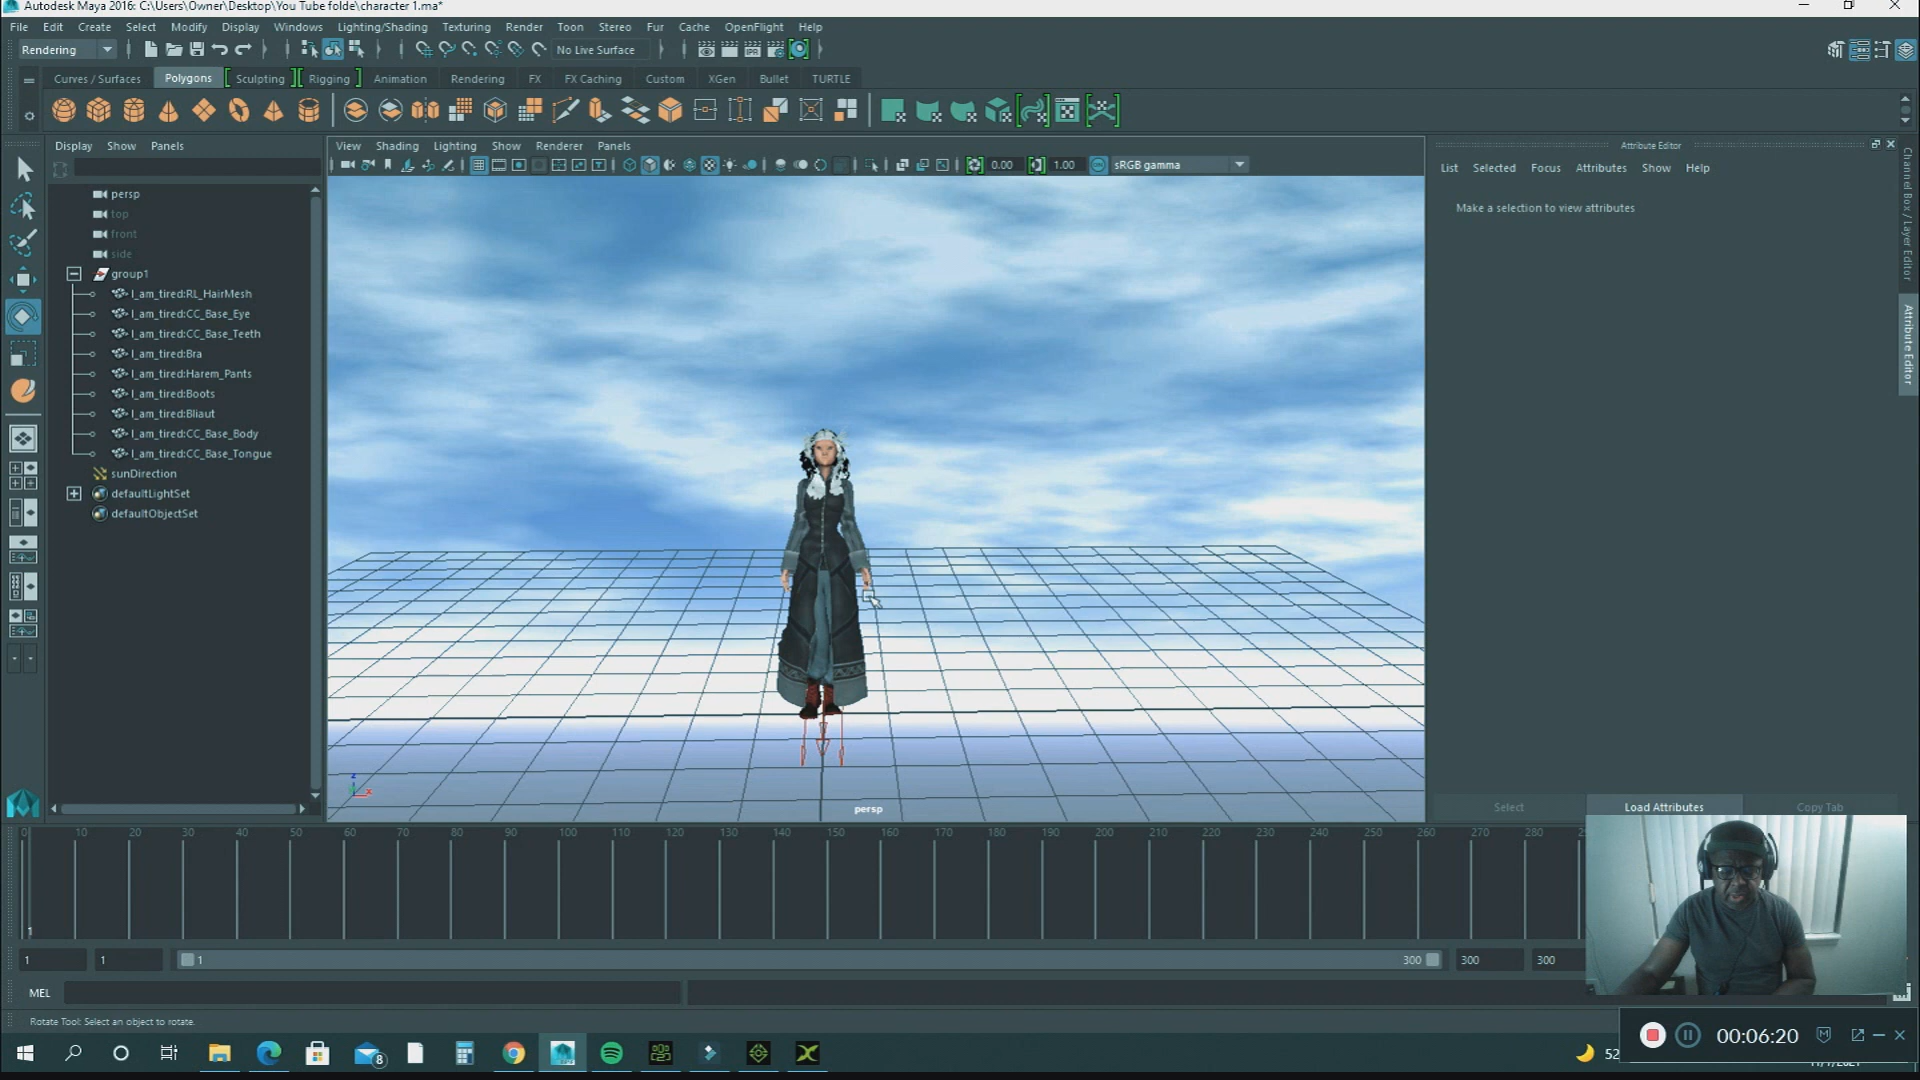 Autodesk Maya 2016: C:\Users\Owner\Desktop\You Tube folde\character 1.ma*
File Edit Create Select Modify Display Windows Lighting/Shading Texturing Render Toon Stereo Fur Cache OpenFlight Help
Rendering No Live Surface
Curves / Surfaces Polygons Sculpting Rigging Animation Rendering FX FX Caching Custom XGen Bullet TURTLE
Display Show Panels
View Shading Lighting Show Renderer Panels
0.00 1.00 sRGB gamma
Attribute Editor
List Selected Focus Attributes Show Help
Make a selection to view attributes
Channel Box / Layer Editor
Attribute Editor
persp
top
front
side
group1
I_am_tired:RL_HairMesh
I_am_tired:CC_Base_Eye
I_am_tired:CC_Base_Teeth
I_am_tired:Bra
I_am_tired:Harem_Pants
I_am_tired:Boots
I_am_tired:Bliaut
I_am_tired:CC_Base_Body
I_am_tired:CC_Base_Tongue
sunDirection
defaultLightSet
defaultObjectSet
z
x
persp
Select Load Attributes Copy Tab
0 10 20 30 40 50 60 70 80 90 100 110 120 130 140 150 160 170 180 190 200 210 220 230 240 250 260 270 280
1
1 1 1 300 300 300
MEL
Rotate Tool: Select an object to rotate.
00:06:20
8
52